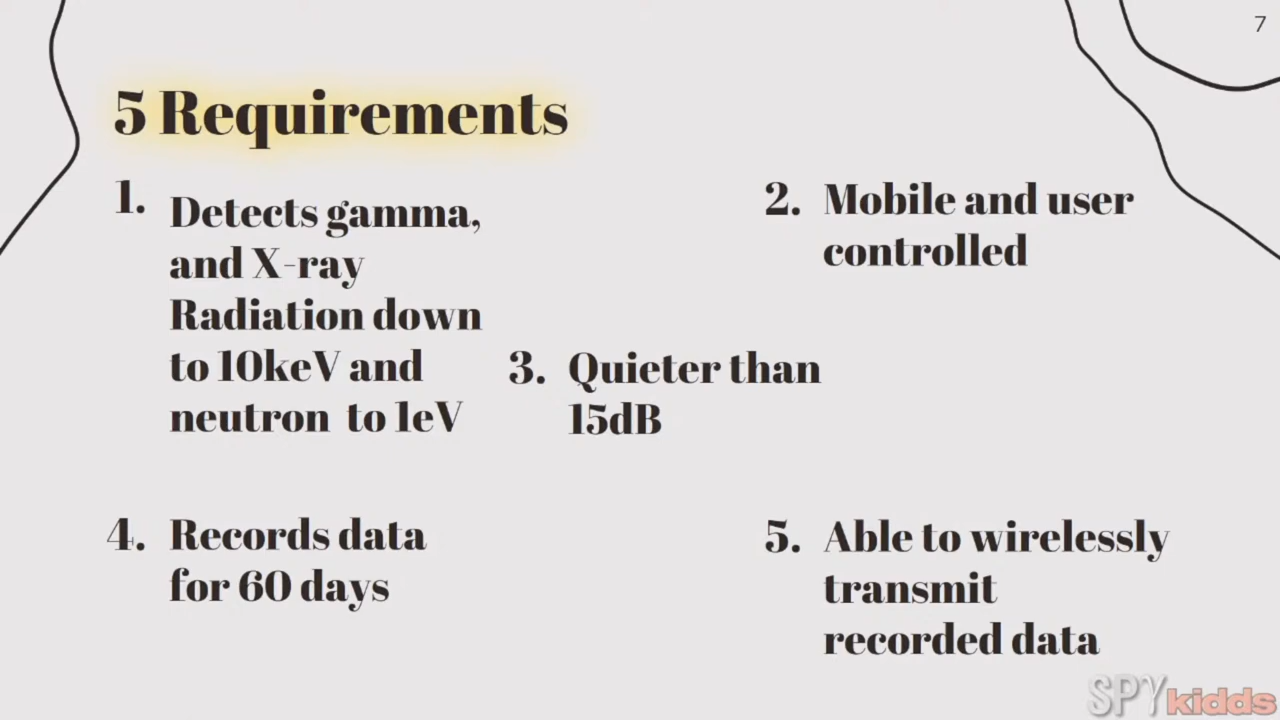 7
5 Requirements
1. Detects gamma,
and X-ray
Radiation down
to 10keV and
neutron to 1eV
2. Mobile and user
controlled
3. Quieter than
15dB
4. Records data
for 60 days
5. Able to wirelessly
transmit
recorded data
SPY kidds